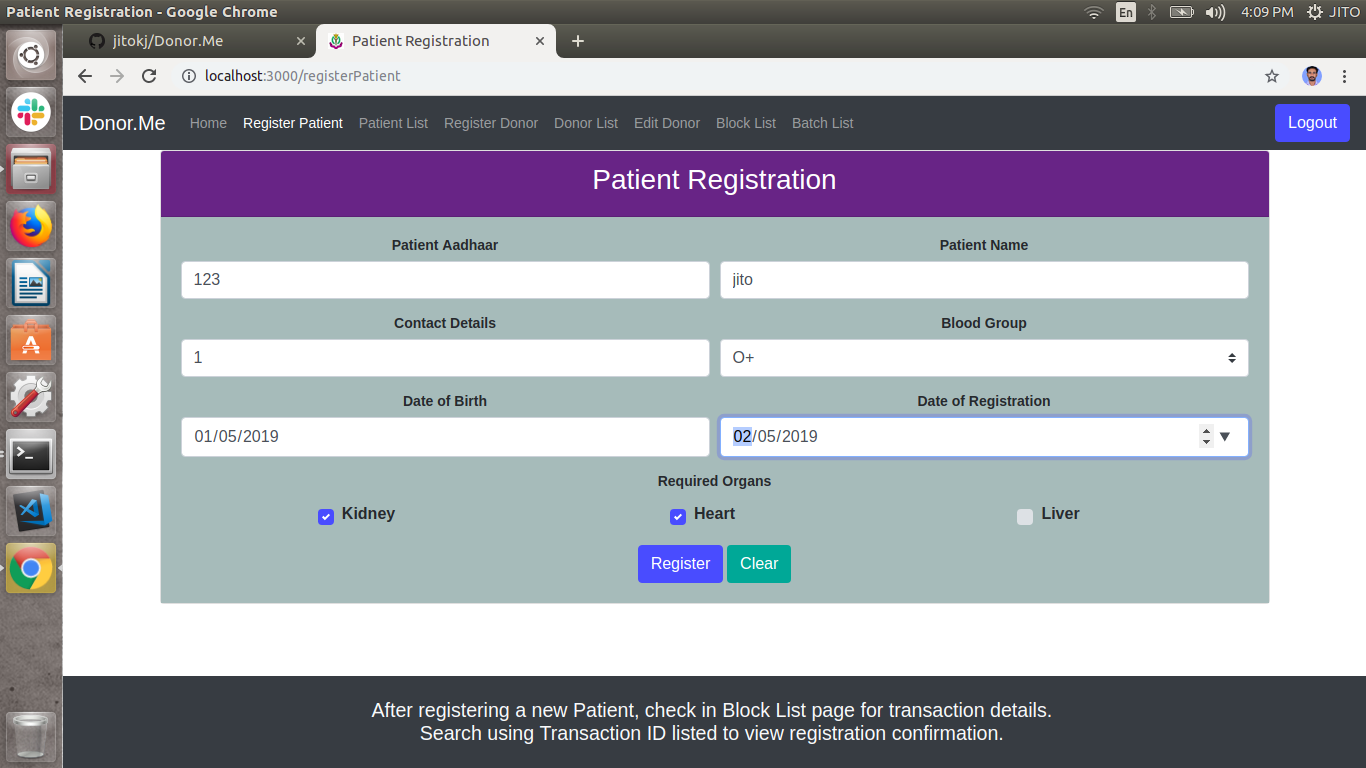 Patient Registration - Google Chrome
En
4:09 PM
JITO
jitokj/Donor.Me
Patient Registration
localhost:3000/registerPatient
Donor.Me
Home
Register Patient
Patient List
Register Donor
Donor List
Edit Donor
Block List
Batch List
Logout
Patient Registration
Patient Aadhaar
Patient Name
123
jito
Contact Details
Blood Group
1
O+
Date of Birth
Date of Registration
01/05/2019
02/05/2019
Required Organs
Kidney
Heart
Liver
Register
Clear
After registering a new Patient, check in Block List page for transaction details.
Search using Transaction ID listed to view registration confirmation.